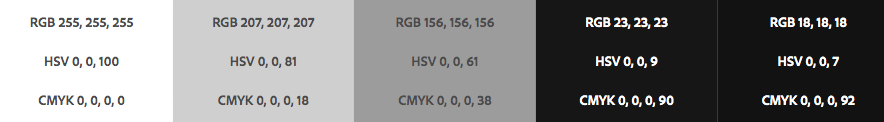 RGB 255, 255, 255
HSV 0, 0, 100
CMYK 0, 0, 0, 0
RGB 207, 207, 207
HSV 0, 0, 81
CMYK 0, 0, 0, 18
RGB 156, 156, 156
HSV 0, 0, 61
CMYK 0, 0, 0, 38
RGB 23, 23, 23
HSV 0, 0, 9
CMYK 0, 0, 0, 90
RGB 18, 18, 18
HSV 0, 0, 7
CMYK 0, 0, 0, 92